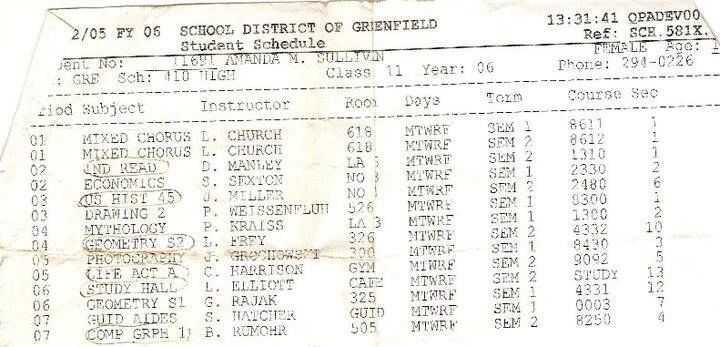 2/05 FY 06 SCHOOL DISTRICT OF GREENFIELD 13:31:41 QPADEV00
Student Schedule Ref: SCH.581X.
ent No: 11691 AMANDA M. SULLIVAN FEMALE Age:
: GRE Sch: 410 HIGH Class 11 Year: 06 Phone: 294-0226
iod Subject Instructor Room Days Term Course Sec
01 MIXED CHORUS L. CHURCH 618 MTWRF SEM 1 8611 1
01 MIXED CHORUS L. CHURCH 618 MTWRF SEM 2 8612 1
02 IND READ D. MANLEY LA MTWRF SEM 1 1310 1
02 ECONOMICS S. SEXTON NO MTWRF SEM 2 2330 2
03 US HIST 45 J. MILLER NO MTWRF SEM 2 2480 6
03 DRAWING 2 P. WEISSENFLUH 526 MTWRF SEM 1 8300 1
04 MYTHOLOGY P. KRAISS LA 3 MTWRF SEM 1 1300 2
04 GEOMETRY S2 L. FREY 326 MTWRF SEM 2 4332 10
05 PHOTOGRAPHY J. GROCHOWSKI 300 MTWRF SEM 1 8430 3
05 LIFE ACT A C. HARRISON GYM MTWRF SEM 2 9092 5
06 STUDY HALL L. ELLIOTT CAFE MTWRF SEM 2 STUDY 13
06 GEOMETRY S1 G. RAJAK 325 MTWRF SEM 1 4331 12
07 GUID AIDES S. HATCHER GUID MTWRF SEM 1 0003 7
07 COMP GRPH 1 B. RUMOHR 505 MTWRF SEM 2 8250 4